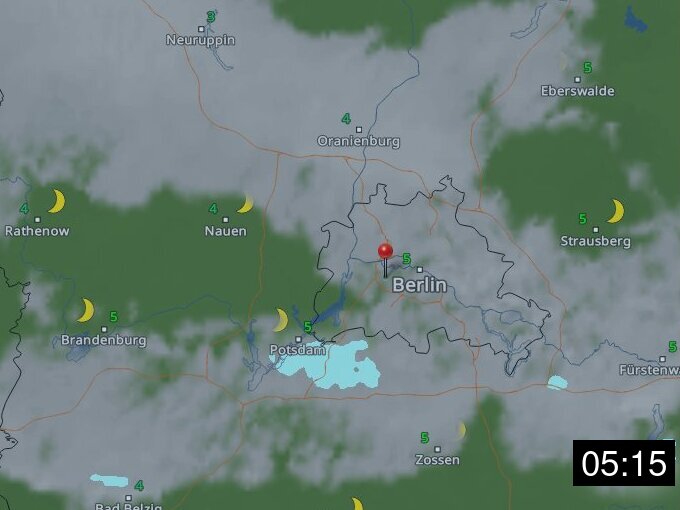 3
Neuruppin
5
Eberswalde
4
Oranienburg
4
Rathenow
4
Nauen
5
Strausberg
5
Berlin
5
Brandenburg
5
Potsdam
5
5
Zossen
05:15
4
Bad Belzig